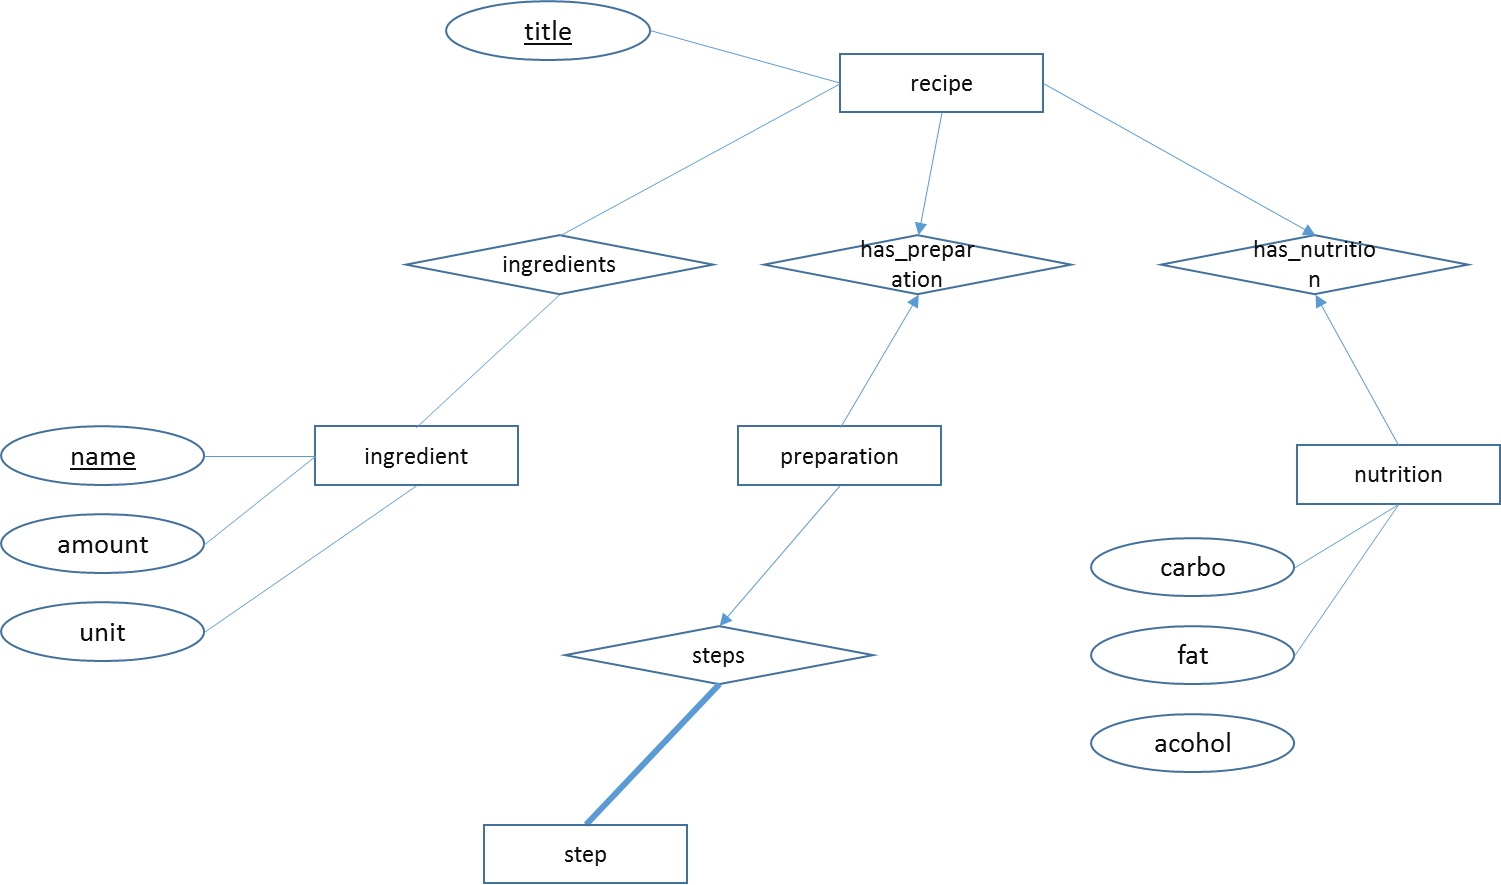 title
recipe
ingredients
has_prepar
ation
has_nutritio
n
name
ingredient
preparation
nutrition
amount
carbo
unit
fat
steps
acohol
step